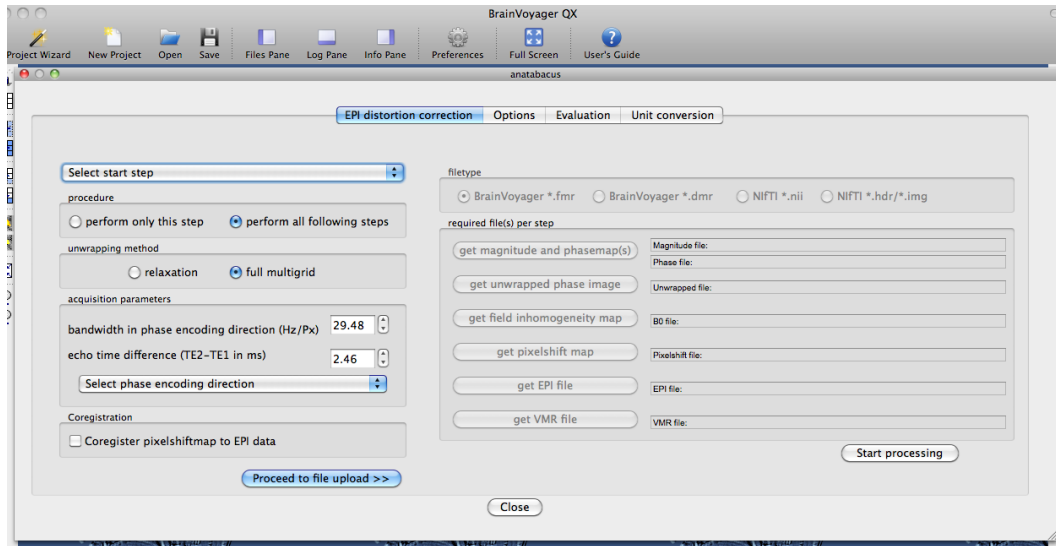 BrainVoyager QX
Project Wizard New Project Open Save Files Pane Log Pane Info Pane Preferences Full Screen User's Guide
anatabacus
EPI distortion correction Options Evaluation Unit conversion
Select start step
procedure
perform only this step perform all following steps
unwrapping method
relaxation full multigrid
acquisition parameters
bandwidth in phase encoding direction (Hz/Px) 29.48
echo time difference (TE2-TE1 in ms) 2.46
Select phase encoding direction
Coregistration
Coregister pixelshiftmap to EPI data
Proceed to file upload >>
filetype
BrainVoyager *.fmr BrainVoyager *.dmr NIfTI *.nii NIfTI *.hdr/*.img
required file(s) per step
get magnitude and phasemap(s) Magnitude file:
Phase file:
get unwrapped phase image Unwrapped file:
get field inhomogeneity map B0 file:
get pixelshift map Pixelshift file:
get EPI file EPI file:
get VMR file VMR file:
Start processing
Close